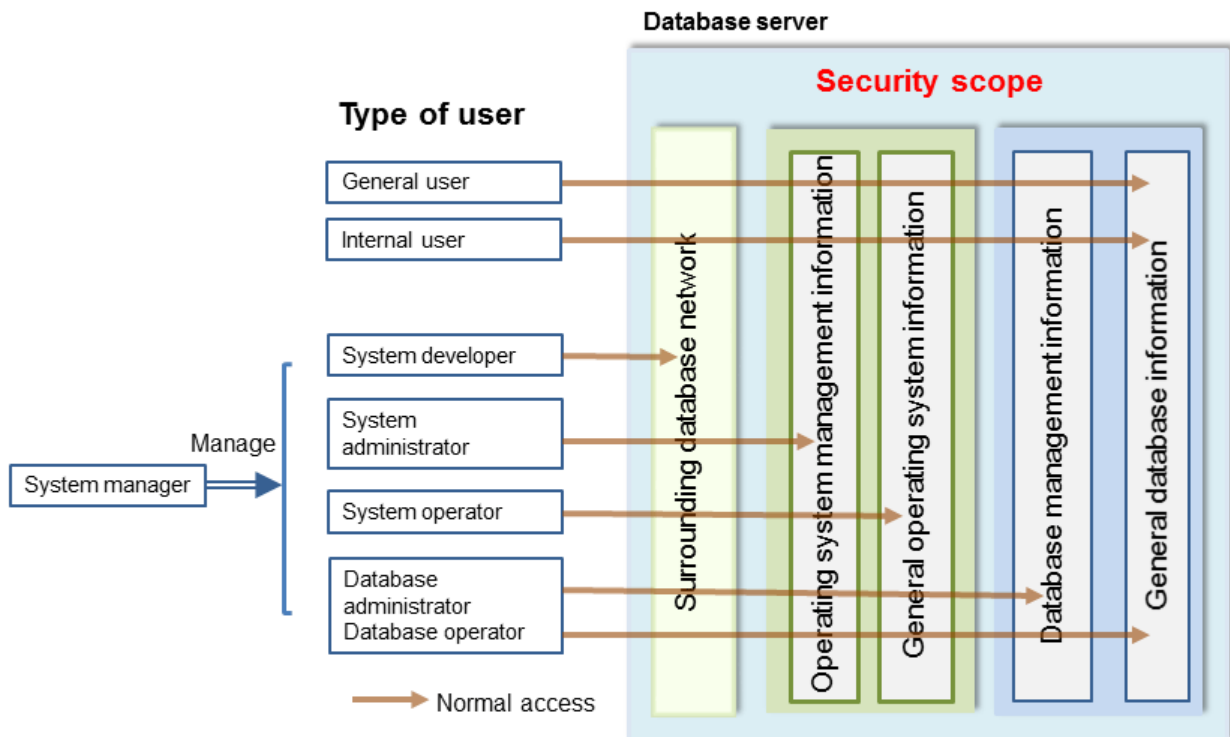 Database server
Security scope
Type of user
General user
Internal user
System developer
System
administrator
System operator
Database
administrator
Database operator
Manage
System manager
Normal access
Surrounding database network
Operating system management information
General operating system information
Database management information
General database information